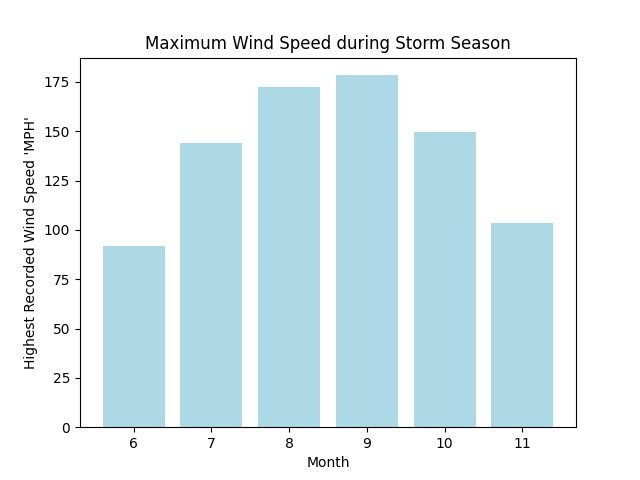 Maximum Wind Speed during Storm Season
Highest Recorded Wind Speed 'MPH'
175
150
125
100
75
50
25
0
6 7 8 9 10 11
Month